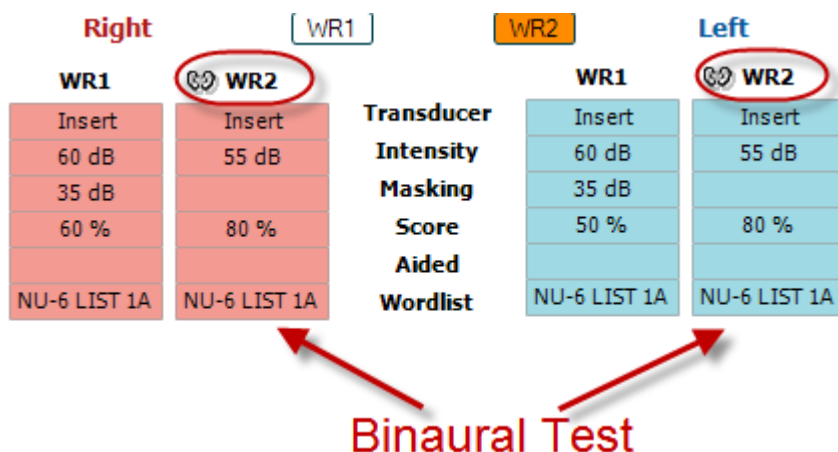 Right WR1 WR2 Left
WR1 WR2 WR1 WR2
Insert Insert Transducer Insert Insert
60 dB 55 dB Intensity 60 dB 55 dB
35 dB Masking 35 dB
60 % 80 % Score 50 % 80 %
Aided
NU-6 LIST 1A NU-6 LIST 1A Wordlist NU-6 LIST 1A NU-6 LIST 1A
Binaural Test